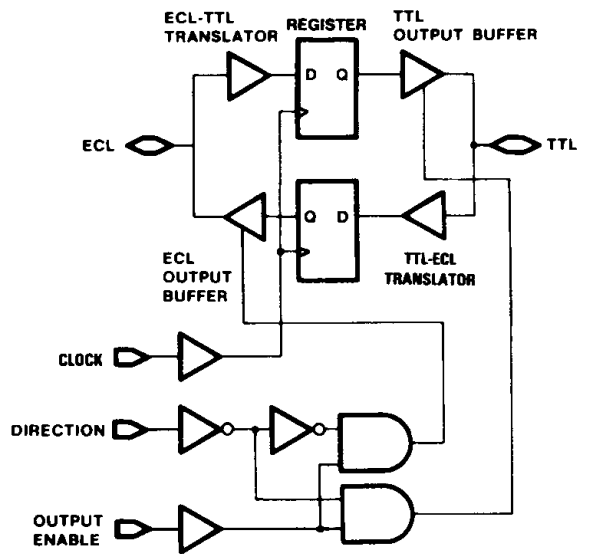 ECL-TTL
TRANSLATOR
REGISTER
TTL
OUTPUT BUFFER
D Q
ECL
TTL
Q D
ECL
OUTPUT
BUFFER
TTL-ECL
TRANSLATOR
CLOCK
DIRECTION
OUTPUT
ENABLE